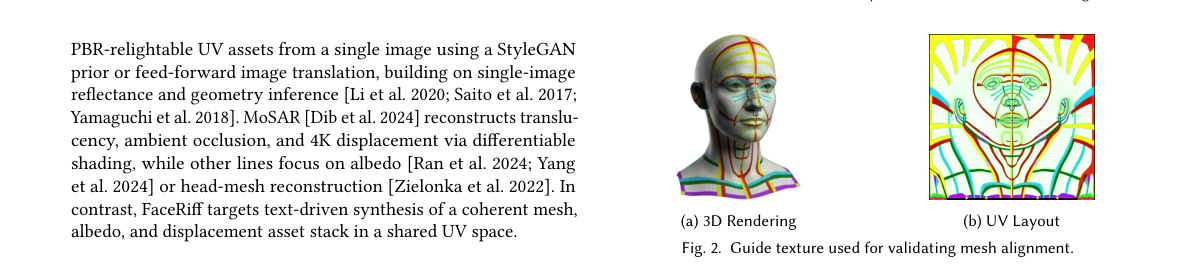 PBR-relightable UV assets from a single image using a StyleGAN
prior or feed-forward image translation, building on single-image
reflectance and geometry inference [Li et al. 2020; Saito et al. 2017;
Yamaguchi et al. 2018]. MoSAR [Dib et al. 2024] reconstructs translu-
cency, ambient occlusion, and 4K displacement via differentiable
shading, while other lines focus on albedo [Ran et al. 2024; Yang
et al. 2024] or head-mesh reconstruction [Zielonka et al. 2022]. In
contrast, FaceRiff targets text-driven synthesis of a coherent mesh,
albedo, and displacement asset stack in a shared UV space.
(a) 3D Rendering
(b) UV Layout
Fig. 2. Guide texture used for validating mesh alignment.